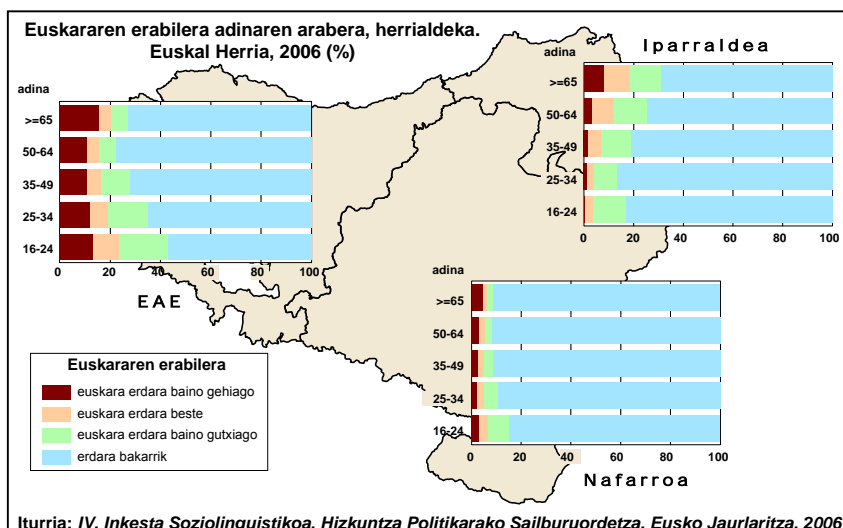 Euskararen erabilera adinaren arabera, herrialdeka.
Euskal Herria, 2006 (%)
adina
>=65
50-64
35-49
25-34
16-24
0 20 40 60 80 100
EAE
Iparraldea
adina
>=65
50-64
35-49
25-34
16-24
0 20 40 60 80 100
adina
>=65
50-64
35-49
25-34
16-24
0 20 40 60 80 100
Nafarroa
Euskararen erabilera
euskara erdara baino gehiago
euskara erdara beste
euskara erdara baino gutxiago
erdara bakarrik
Iturria: IV. Inkesta Soziolinguistikoa. Hizkuntza Politikarako Sailburuordetza. Eusko Jaurlaritza. 2006